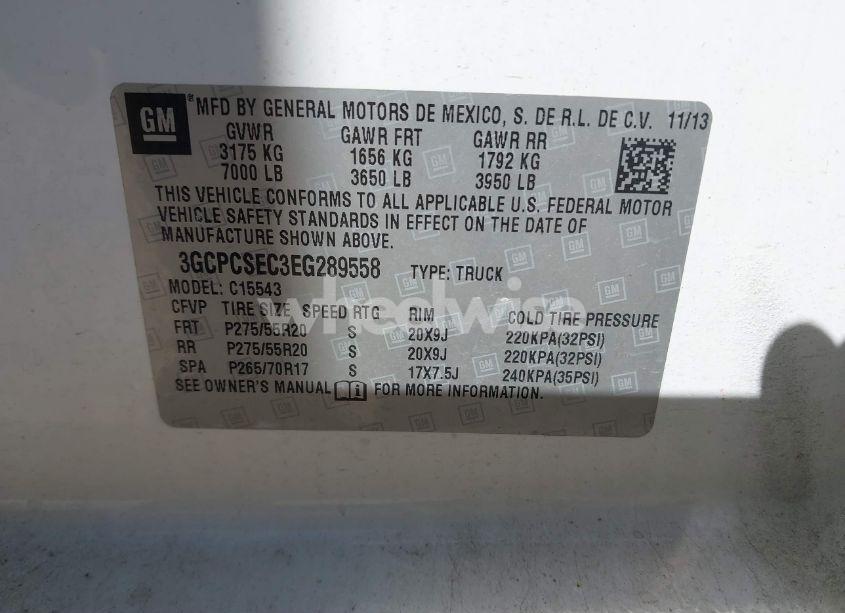 GM ® MFD BY GENERAL MOTORS DE MEXICO, S. DE R.L. DE C.V. 11/13
GVWR GAWR FRT GAWR RR
3175 KG 1656 KG 1792 KG
7000 LB 3650 LB 3950 LB
THIS VEHICLE CONFORMS TO ALL APPLICABLE U.S. FEDERAL MOTOR
VEHICLE SAFETY STANDARDS IN EFFECT ON THE DATE OF
MANUFACTURE SHOWN ABOVE.
3GCPCSEC3EG289558 TYPE: TRUCK
MODEL: C15543
CFVP TIRE SIZE SPEED RTG RIM COLD TIRE PRESSURE
FRT P275/55R20 S 20X9J 220KPA(32PSI)
RR P275/55R20 S 20X9J 220KPA(32PSI)
SPA P265/70R17 S 17X7.5J 240KPA(35PSI)
SEE OWNER'S MANUAL i FOR MORE INFORMATION.
wheelwise